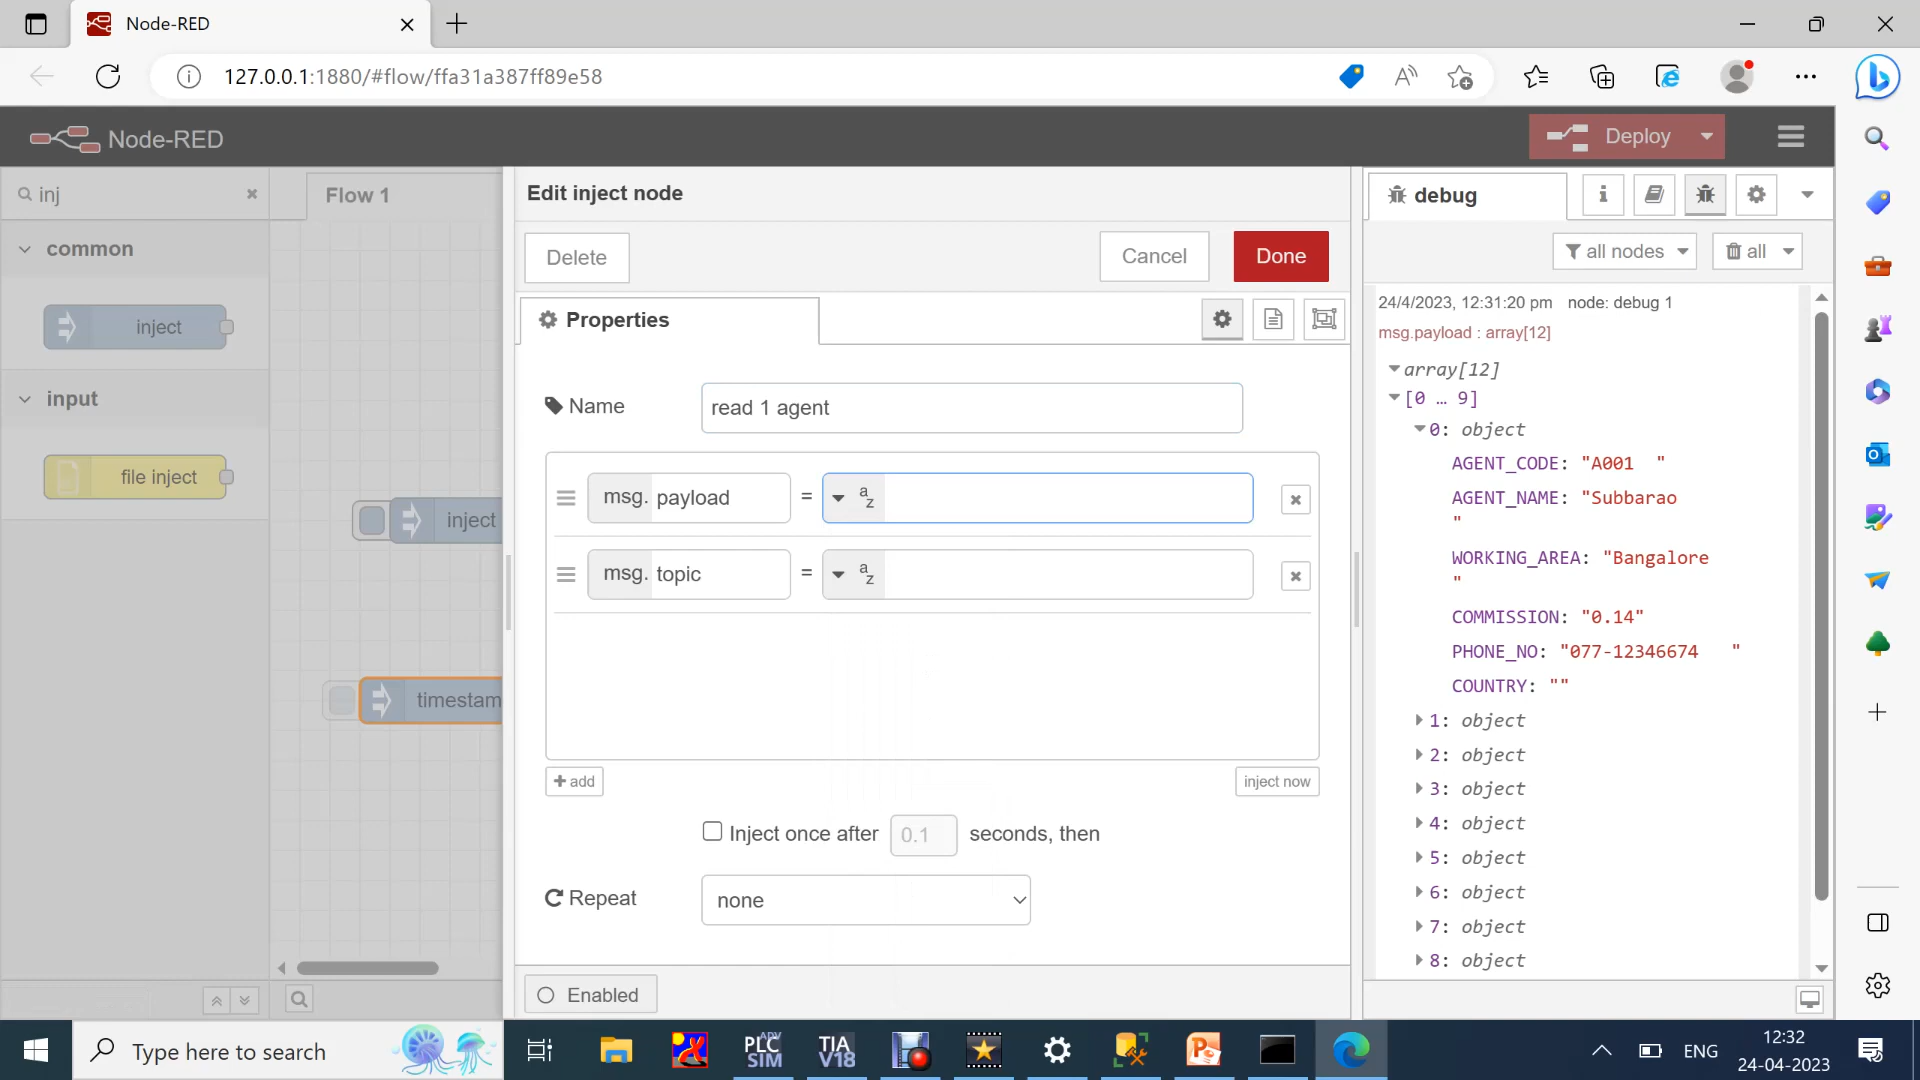 Node-RED
127.0.0.1:1880/#flow/ffa31a387ff89e58
Node-RED
Deploy
inj
Flow 1
common
inject
input
file inject
inject
timestam
Edit inject node
Delete
Cancel
Done
Properties
Name
read 1 agent
msg. payload = a z
msg. topic = a z
add
inject now
Inject once after 0.1 seconds, then
Repeat
none
Enabled
debug
all nodes
all
24/4/2023, 12:31:20 pm node: debug 1
msg.payload : array[12]
array[12]
[0 … 9]
0: object
AGENT_CODE: "A001 "
AGENT_NAME: "Subbarao
"
WORKING_AREA: "Bangalore
"
COMMISSION: "0.14"
PHONE_NO: "077-12346674 "
COUNTRY: ""
1: object
2: object
3: object
4: object
5: object
6: object
7: object
8: object
Type here to search
PLC ADV
SIM
TIA
V18
ENG
12:32
24-04-2023